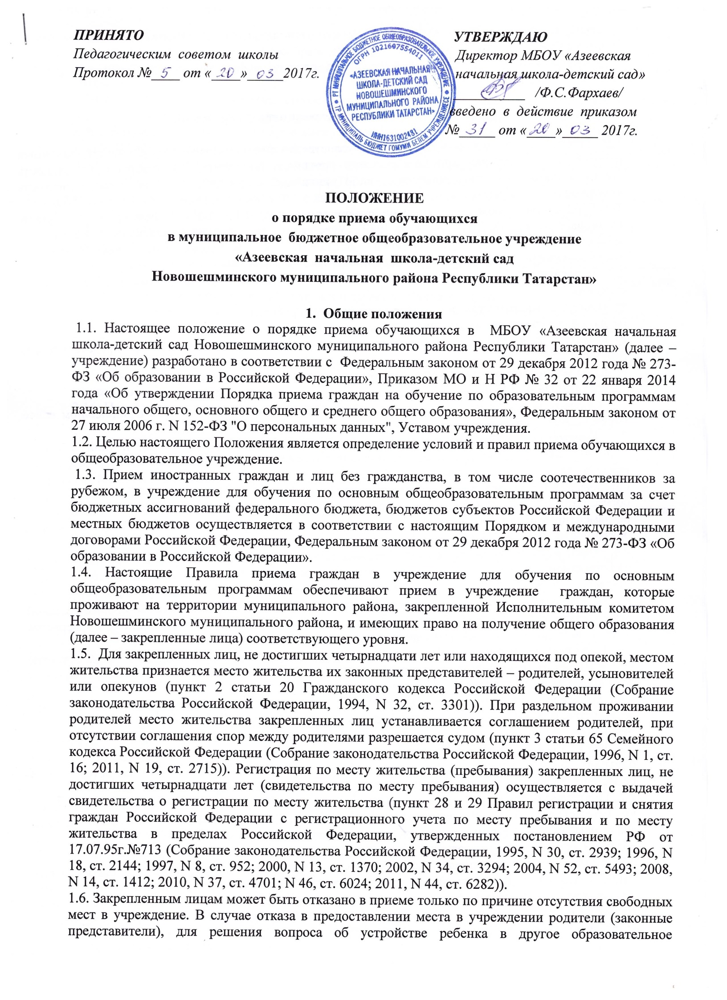 ПРИНЯТО
Педагогическим советом школы
Протокол № 5 от « 20 » 03 2017г.
РТ МУНИЦИПАЛЬНОЕ БЮДЖЕТНОЕ ОБЩЕОБРАЗОВАТЕЛЬНОЕ УЧРЕЖДЕНИЕ
ОГРН 1021607554011
«АЗЕЕВСКАЯ НАЧАЛЬНАЯ
ШКОЛА-ДЕТСКИЙ САД
НОВОШЕШМИНСКОГО
МУНИЦИПАЛЬНОГО РАЙОНА
РЕСПУБЛИКИ ТАТАРСТАН»
ИНН1631002481
ТР МУНИЦИПАЛЬ БЮДЖЕТ ГОМУМИ БЕЛЕМ УЧРЕЖДЕНИЕСЕ
УТВЕРЖДАЮ
Директор МБОУ «Азеевская
начальная школа-детский сад»
/Ф.С.Фархаев/
введено в действие приказом
№ 31 от « 20 » 03 2017г.
ПОЛОЖЕНИЕ
о порядке приема обучающихся
в муниципальное бюджетное общеобразовательное учреждение
«Азеевская начальная школа-детский сад
Новошешминского муниципального района Республики Татарстан»
1. Общие положения
1.1. Настоящее положение о порядке приема обучающихся в МБОУ «Азеевская начальная
школа-детский сад Новошешминского муниципального района Республики Татарстан» (далее –
учреждение) разработано в соответствии с Федеральным законом от 29 декабря 2012 года № 273-
ФЗ «Об образовании в Российской Федерации», Приказом МО и Н РФ № 32 от 22 января 2014
года «Об утверждении Порядка приема граждан на обучение по образовательным программам
начального общего, основного общего и среднего общего образования», Федеральным законом от
27 июля 2006 г. N 152-ФЗ "О персональных данных", Уставом учреждения.
1.2. Целью настоящего Положения является определение условий и правил приема обучающихся в
общеобразовательное учреждение.
1.3. Прием иностранных граждан и лиц без гражданства, в том числе соотечественников за
рубежом, в учреждение для обучения по основным общеобразовательным программам за счет
бюджетных ассигнований федерального бюджета, бюджетов субъектов Российской Федерации и
местных бюджетов осуществляется в соответствии с настоящим Порядком и международными
договорами Российской Федерации, Федеральным законом от 29 декабря 2012 года № 273-ФЗ «Об
образовании в Российской Федерации».
1.4. Настоящие Правила приема граждан в учреждение для обучения по основным
общеобразовательным программам обеспечивают прием в учреждение граждан, которые
проживают на территории муниципального района, закрепленной Исполнительным комитетом
Новошешминского муниципального района, и имеющих право на получение общего образования
(далее – закрепленные лица) соответствующего уровня.
1.5. Для закрепленных лиц, не достигших четырнадцати лет или находящихся под опекой, местом
жительства признается место жительства их законных представителей – родителей, усыновителей
или опекунов (пункт 2 статьи 20 Гражданского кодекса Российской Федерации (Собрание
законодательства Российской Федерации, 1994, N 32, ст. 3301)). При раздельном проживании
родителей место жительства закрепленных лиц устанавливается соглашением родителей, при
отсутствии соглашения спор между родителями разрешается судом (пункт 3 статьи 65 Семейного
кодекса Российской Федерации (Собрание законодательства Российской Федерации, 1996, N 1, ст.
16; 2011, N 19, ст. 2715)). Регистрация по месту жительства (пребывания) закрепленных лиц, не
достигших четырнадцати лет (свидетельства по месту пребывания) осуществляется с выдачей
свидетельства о регистрации по месту жительства (пункт 28 и 29 Правил регистрации и снятия
граждан Российской Федерации с регистрационного учета по месту пребывания и по месту
жительства в пределах Российской Федерации, утвержденных постановлением РФ от
17.07.95г.№713 (Собрание законодательства Российской Федерации, 1995, N 30, ст. 2939; 1996, N
18, ст. 2144; 1997, N 8, ст. 952; 2000, N 13, ст. 1370; 2002, N 34, ст. 3294; 2004, N 52, ст. 5493; 2008,
N 14, ст. 1412; 2010, N 37, ст. 4701; N 46, ст. 6024; 2011, N 44, ст. 6282)).
1.6. Закрепленным лицам может быть отказано в приеме только по причине отсутствия свободных
мест в учреждение. В случае отказа в предоставлении места в учреждении родители (законные
представители), для решения вопроса об устройстве ребенка в другое образовательное